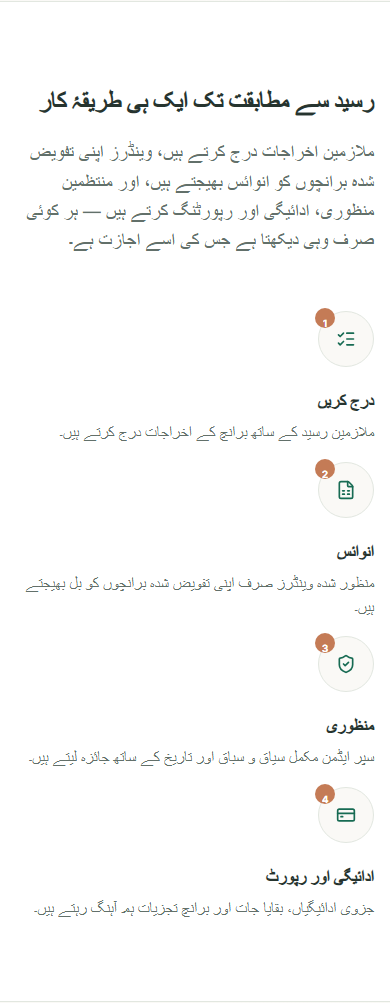 رسید سے مطابقت تک ایک ہی طریقۂ کار
ملازمین اخراجات درج کرتے ہیں، وینڈرز اپنی تفویض
شدہ برانچوں کو انوائس بھیجتے ہیں، اور منتظمین
منظوری، ادائیگی اور رپورٹنگ کرتے ہیں — ہر کوئی
صرف وہی دیکھتا ہے جس کی اسے اجازت ہے۔
1
درج کریں
ملازمین رسید کے ساتھ برانچ کے اخراجات درج کرتے ہیں۔
2
انوائس
منظور شدہ وینڈرز صرف اپنی تفویض شدہ برانچوں کو بل بھیجتے
ہیں۔
3
منظوری
سپر ایڈمن مکمل سیاق و سباق اور تاریخ کے ساتھ جائزہ لیتے ہیں۔
4
ادائیگی اور رپورٹ
جزوی ادائیگیاں، بقایا جات اور برانچ تجزیات ہم آہنگ رہتے ہیں۔